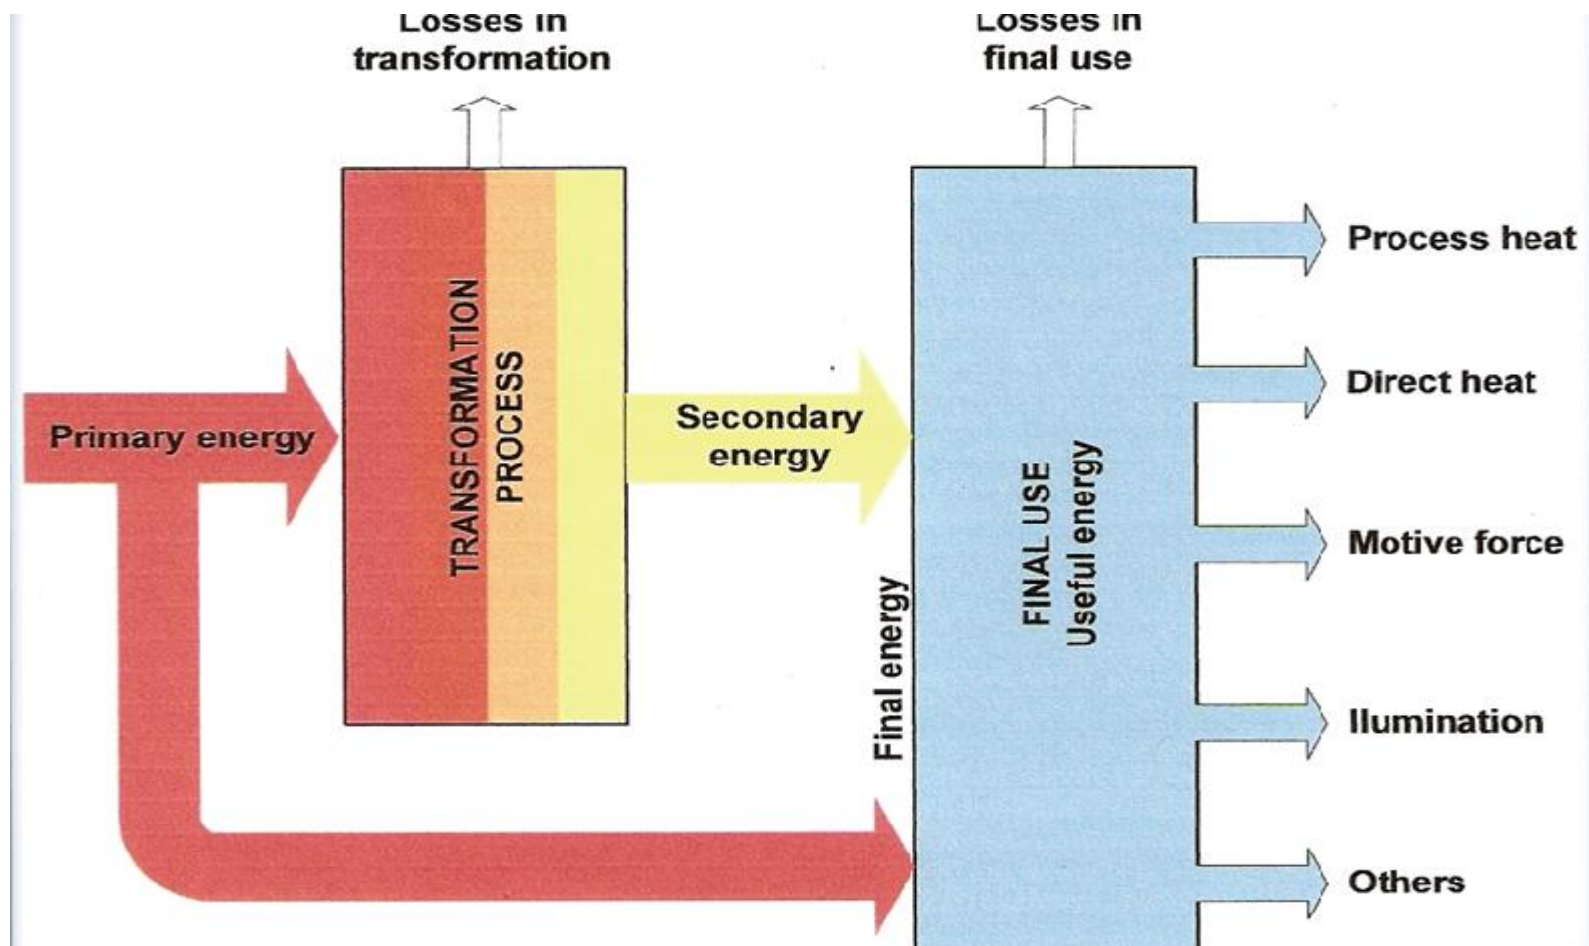 Losses in
transformation
Losses in
final use
Primary energy
TRANSFORMATION
PROCESS
Secondary
energy
Final energy
FINAL USE
Useful energy
Process heat
Direct heat
Motive force
Ilumination
Others